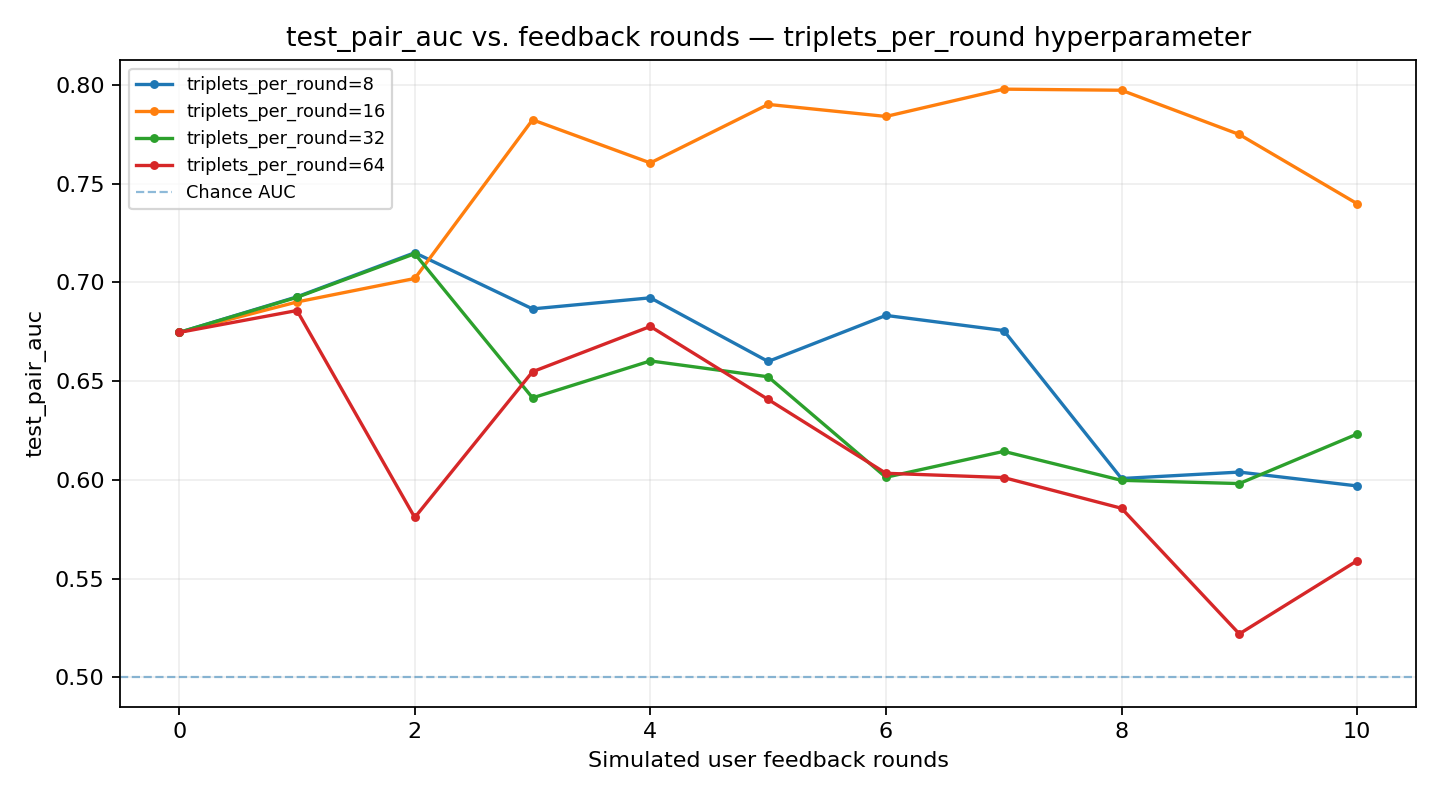 test_pair_auc vs. feedback rounds — triplets_per_round hyperparameter
triplets_per_round=8
triplets_per_round=16
triplets_per_round=32
triplets_per_round=64
Chance AUC
test_pair_auc
0.80
0.75
0.70
0.65
0.60
0.55
0.50
0 2 4 6 8 10
Simulated user feedback rounds